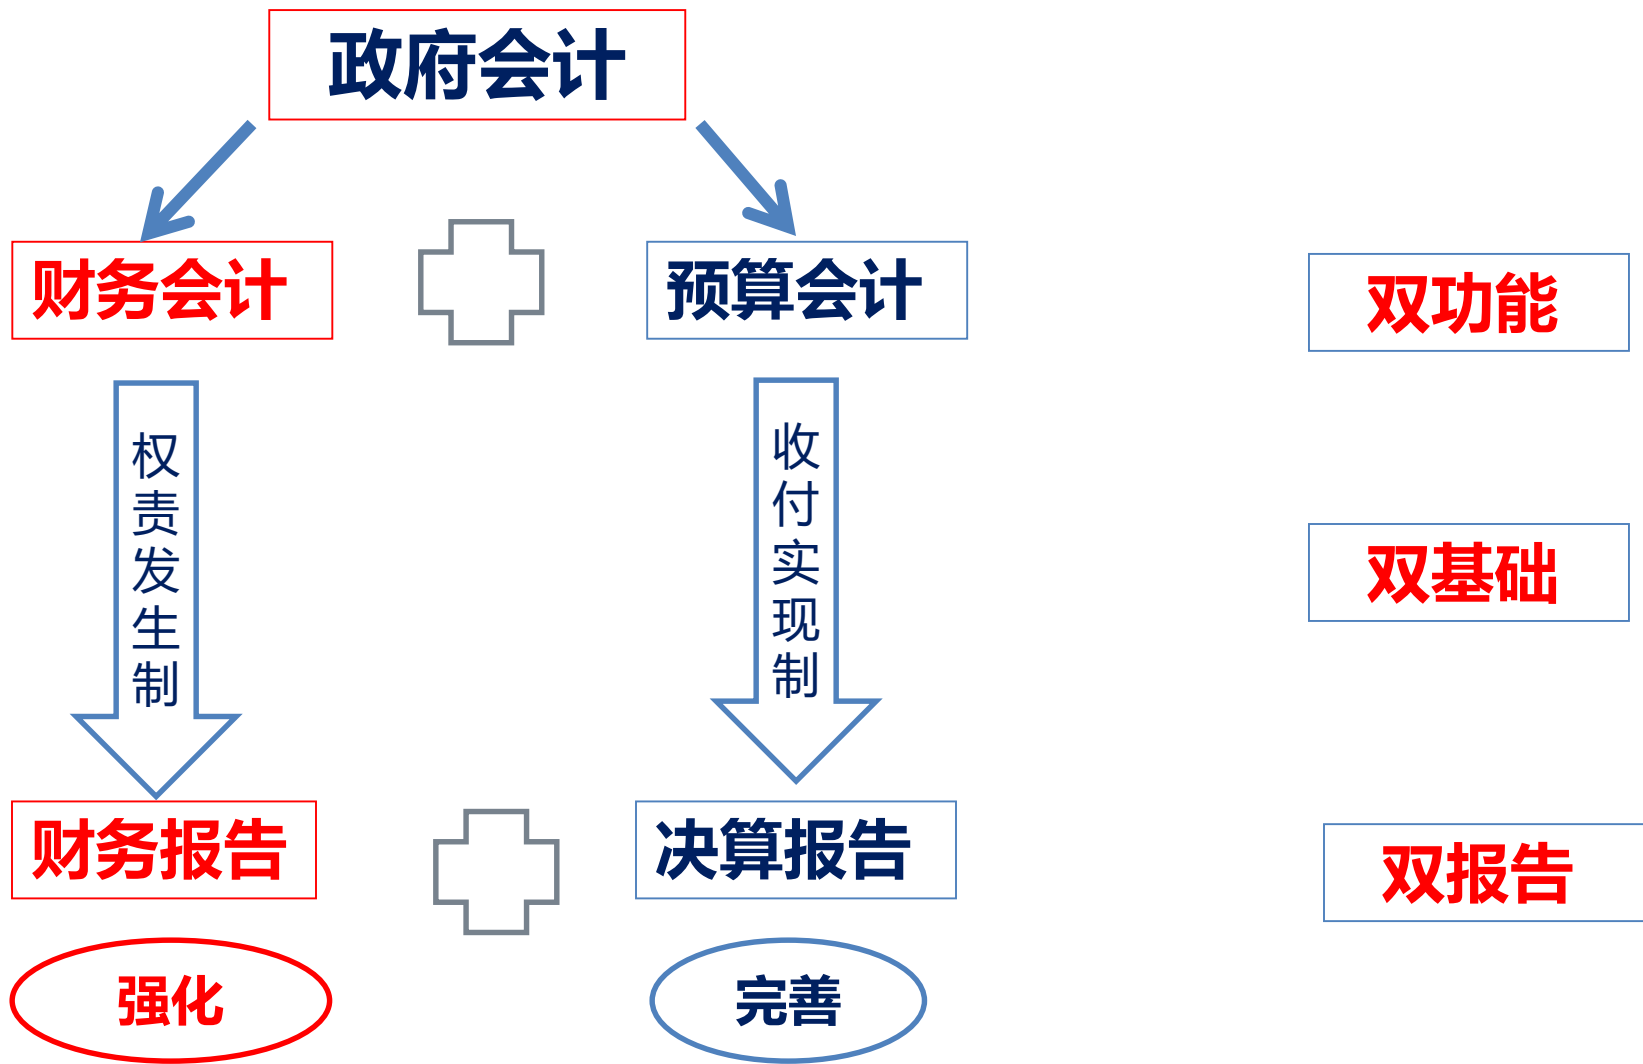 政府会计
财务会计
预算会计
双功能
权责发生制
收付实现制
双基础
财务报告
决算报告
双报告
强化
完善